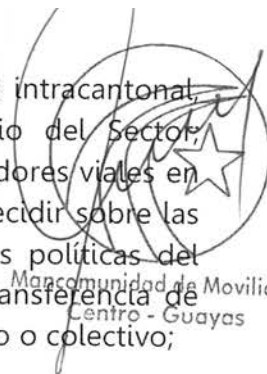 intracantonal,
io del Sector;
dores viales en
ecidir sobre las
s políticas del
Mancomunidad de Movilid
ansferencia de
Centro - Guayas
o o colectivo;